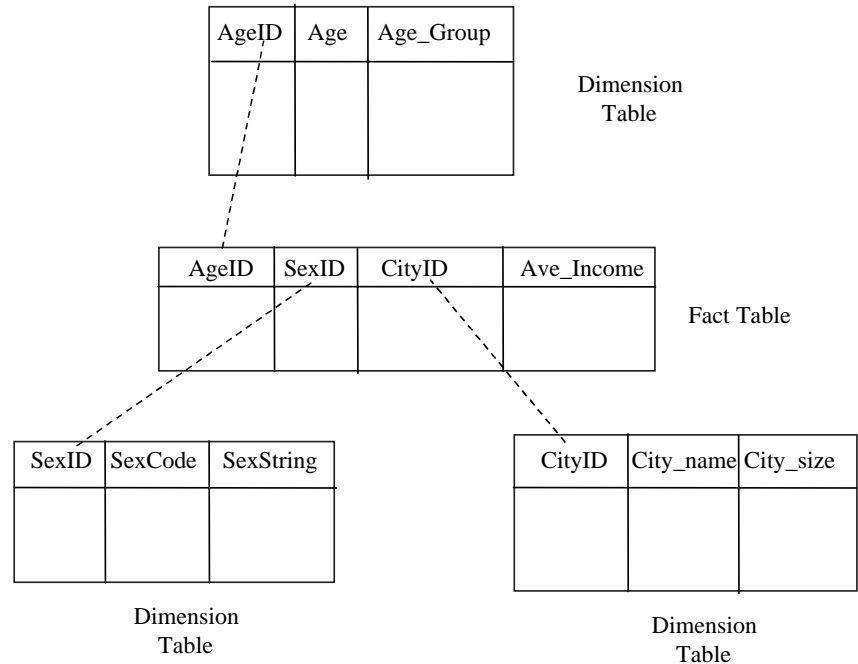 AgeID Age Age_Group
Dimension
Table
AgeID SexID CityID Ave_Income
Fact Table
SexID SexCode SexString
CityID City_name City_size
Dimension
Table
Dimension
Table